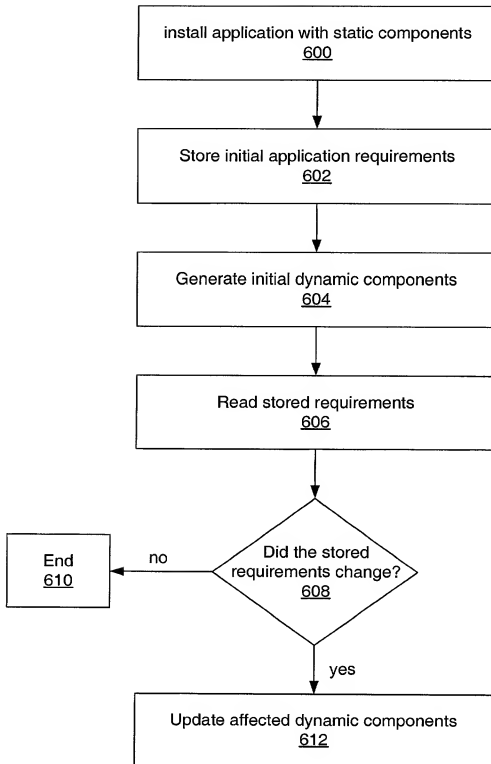 install application with static components
600
Store initial application requirements
602
Generate initial dynamic components
604
Read stored requirements
606
Did the stored
requirements change?
608
no
End
610
yes
Update affected dynamic components
612